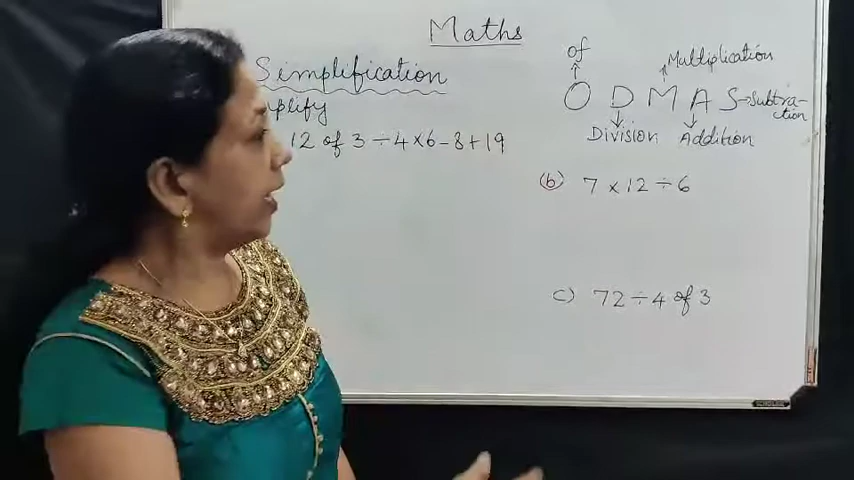 Maths
Simplification
of
Multiplication
O D M A S → Subtraction
Division Addition
12 of 3 ÷ 4 × 6 - 8 + 19
(b) 7 × 12 ÷ 6
c) 72 ÷ 4 of 3